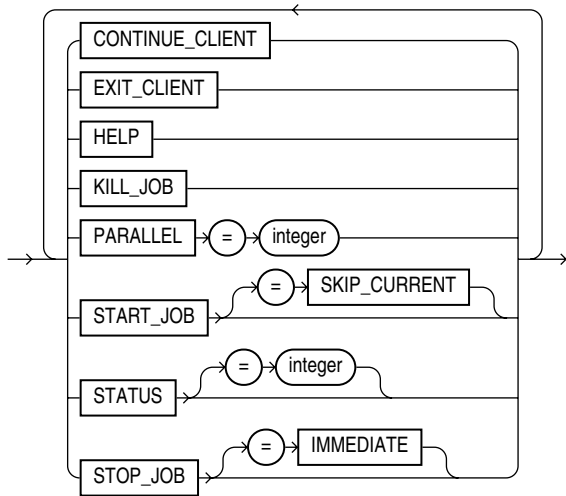 CONTINUE_CLIENT
EXIT_CLIENT
HELP
KILL_JOB
PARALLEL = integer
START_JOB = SKIP_CURRENT
STATUS = integer
STOP_JOB = IMMEDIATE